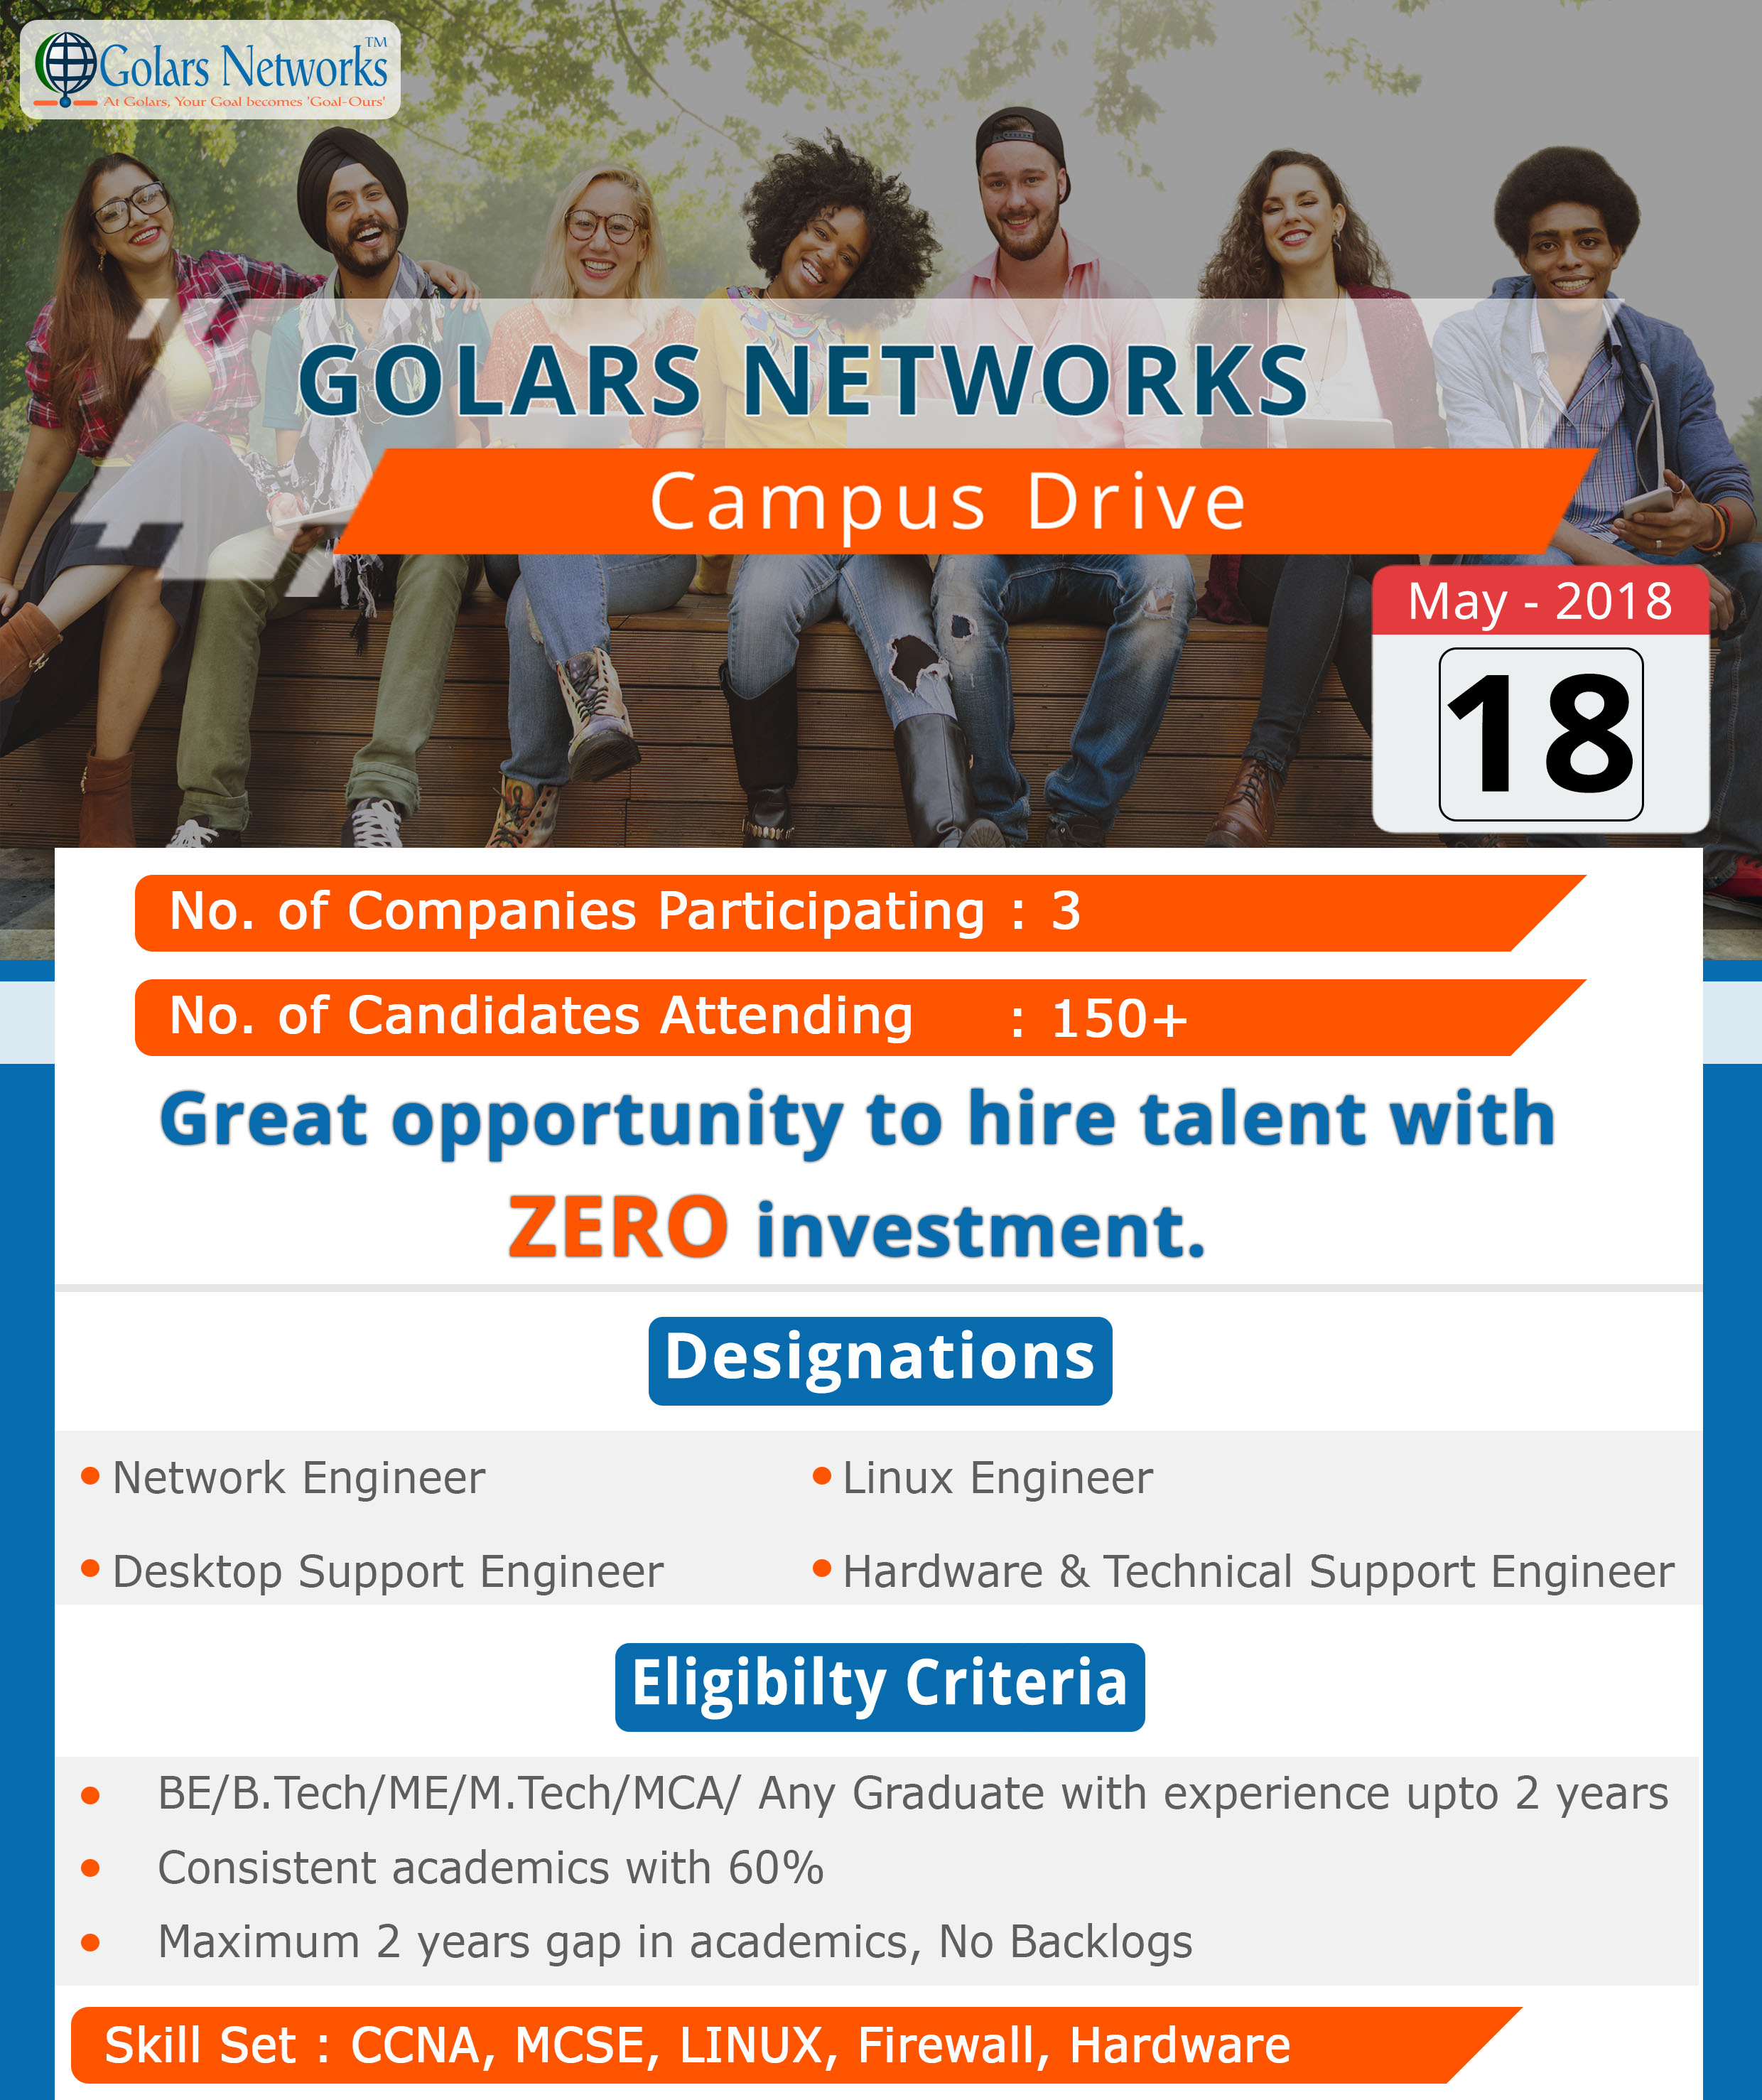 Golars Networks™
At Golars, Your Goal becomes 'Goal-Ours'
GOLARS NETWORKS
Campus Drive
May - 2018
18
No. of Companies Participating : 3
No. of Candidates Attending : 150+
Great opportunity to hire talent with
ZERO investment.
Designations
• Network Engineer
• Linux Engineer
• Desktop Support Engineer
• Hardware & Technical Support Engineer
Eligibilty Criteria
• BE/B.Tech/ME/M.Tech/MCA/ Any Graduate with experience upto 2 years
• Consistent academics with 60%
• Maximum 2 years gap in academics, No Backlogs
Skill Set : CCNA, MCSE, LINUX, Firewall, Hardware